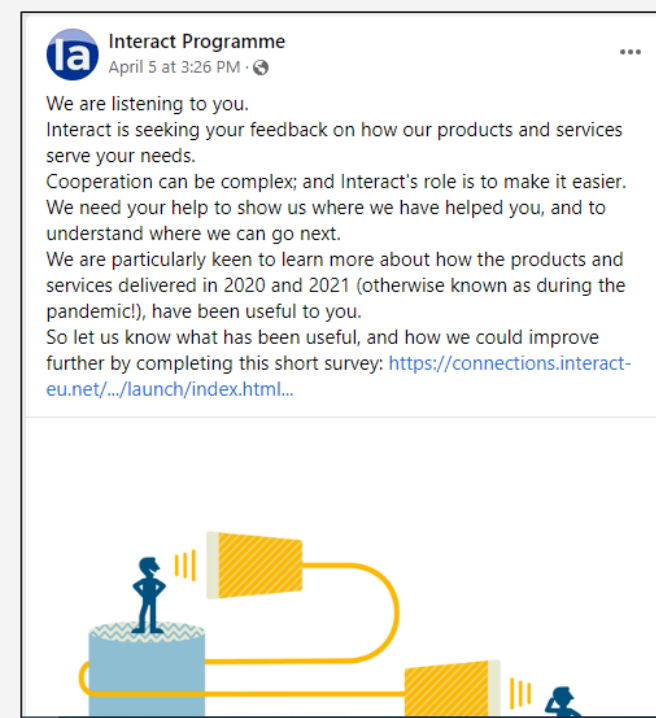 Ia
Interact Programme
April 5 at 3:26 PM ·
We are listening to you.
Interact is seeking your feedback on how our products and services
serve your needs.
Cooperation can be complex; and Interact's role is to make it easier.
We need your help to show us where we have helped you, and to
understand where we can go next.
We are particularly keen to learn more about how the products and
services delivered in 2020 and 2021 (otherwise known as during the
pandemic!), have been useful to you.
So let us know what has been useful, and how we could improve
further by completing this short survey: https://connections.interact-
eu.net/.../launch/index.html...